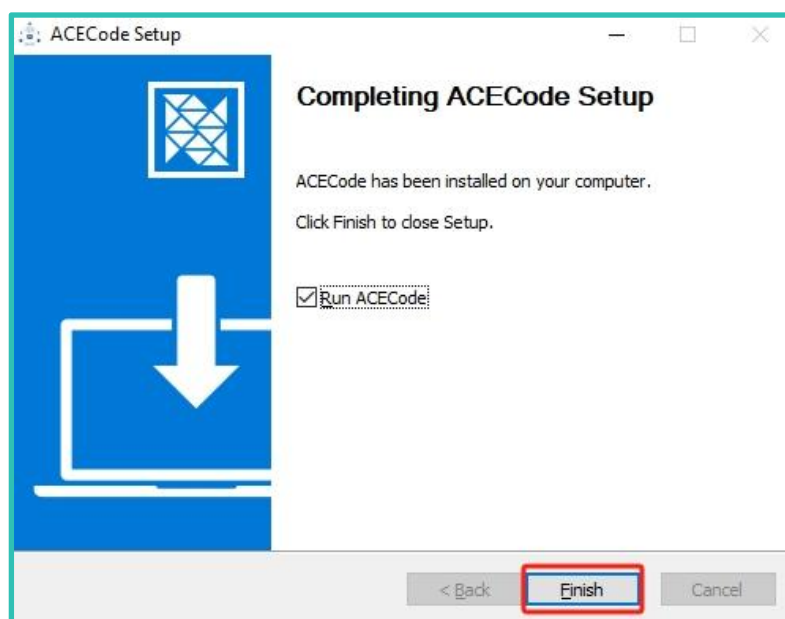 ACECode Setup
Completing ACECode Setup
ACECode has been installed on your computer.
Click Finish to close Setup.
Run ACECode
< Back Finish Cancel